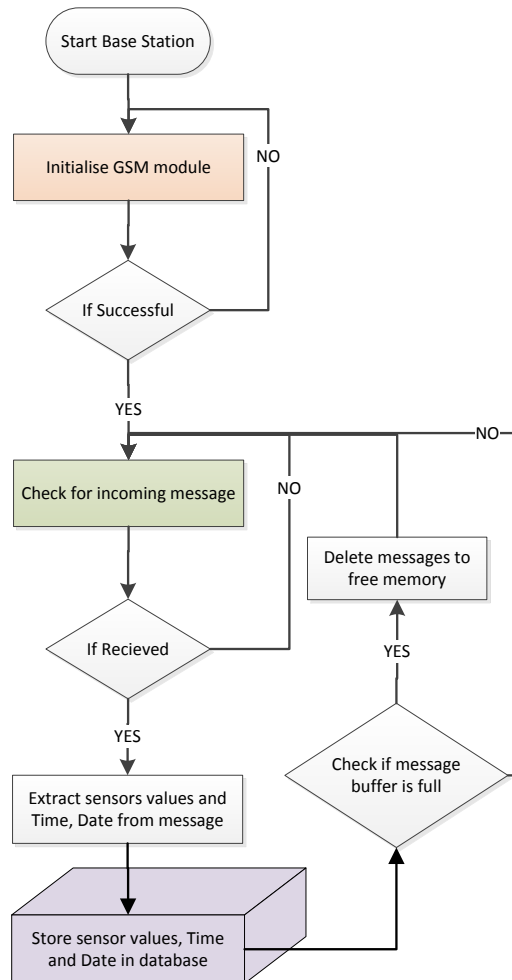 Start Base Station
Initialise GSM module
NO
If Successful
YES
NO
Check for incoming message
NO
Delete messages to
free memory
If Recieved
YES
YES
Check if message
buffer is full
Extract sensors values and
Time, Date from message
Store sensor values, Time
and Date in database